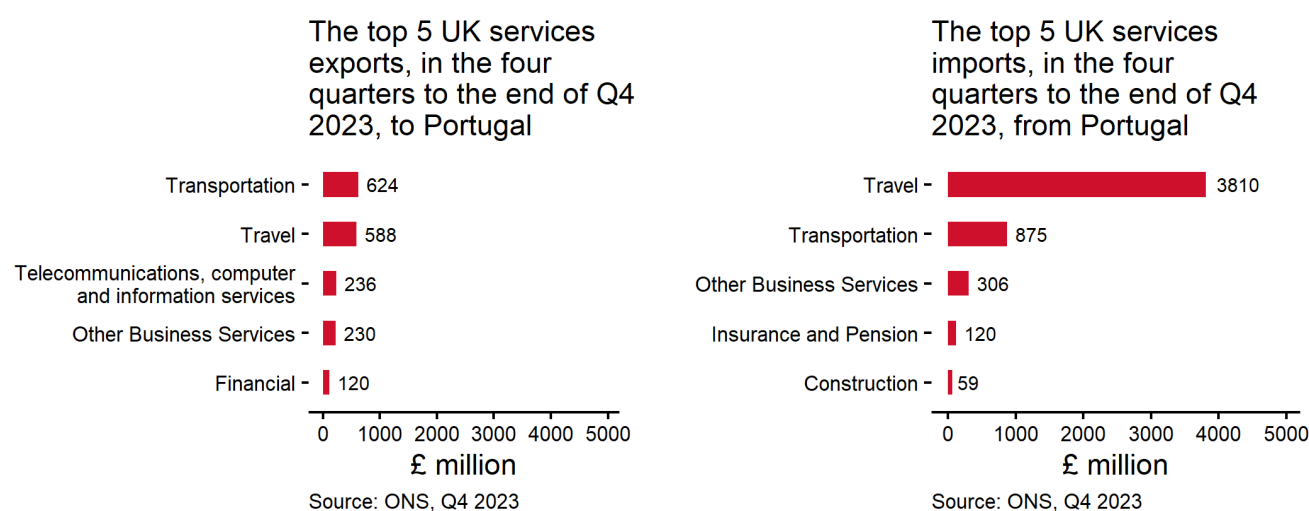 The top 5 UK services
exports, in the four
quarters to the end of Q4
2023, to Portugal
Transportation
624
Travel
588
Telecommunications, computer
and information services
236
Other Business Services
230
Financial
120
0 1000 2000 3000 4000 5000
£ million
Source: ONS, Q4 2023
The top 5 UK services
imports, in the four
quarters to the end of Q4
2023, from Portugal
Travel
3810
Transportation
875
Other Business Services
306
Insurance and Pension
120
Construction
59
0 1000 2000 3000 4000 5000
£ million
Source: ONS, Q4 2023